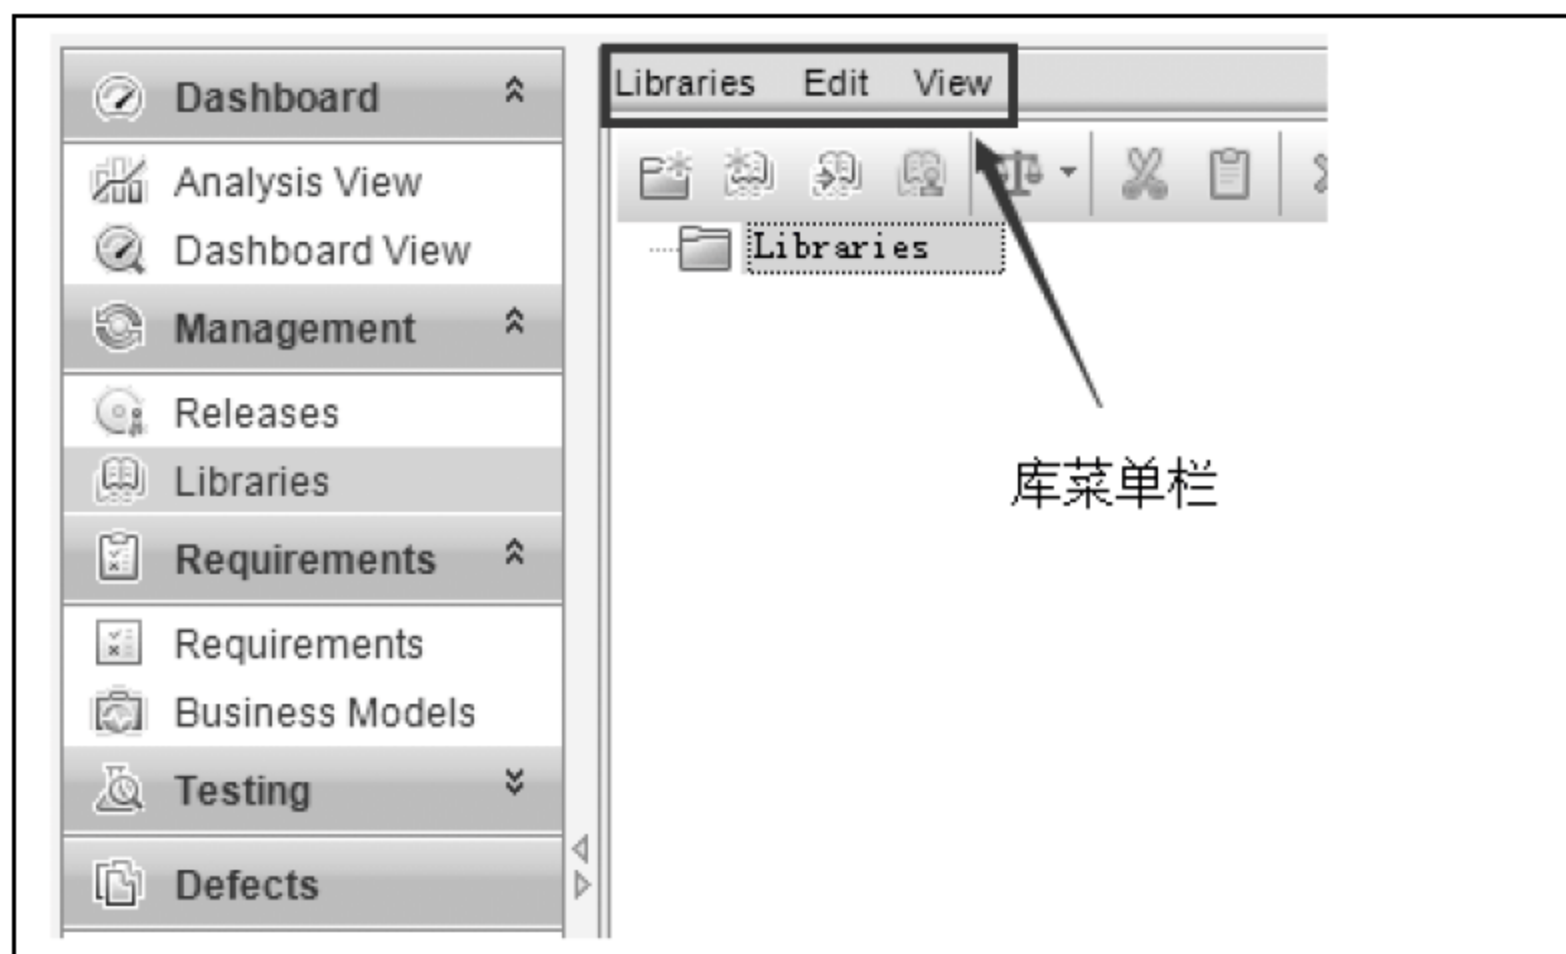 Dashboard
Analysis View
Dashboard View
Management
Releases
Libraries
Requirements
Requirements
Business Models
Testing
Defects
Libraries Edit View
Libraries
库菜单栏